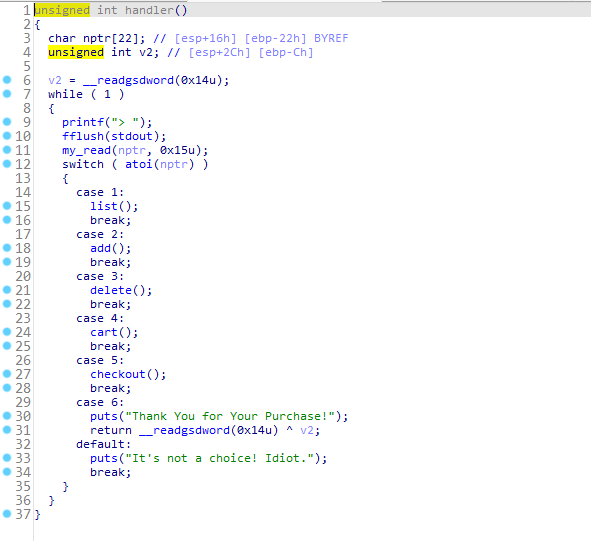 1 unsigned int handler()
2 {
3   char nptr[22]; // [esp+16h] [ebp-22h] BYREF
4   unsigned int v2; // [esp+2Ch] [ebp-Ch]
5
6   v2 = __readgsdword(0x14u);
7   while ( 1 )
8   {
9     printf("> ");
10     fflush(stdout);
11     my_read(nptr, 0x15u);
12     switch ( atoi(nptr) )
13     {
14       case 1:
15         list();
16         break;
17       case 2:
18         add();
19         break;
20       case 3:
21         delete();
22         break;
23       case 4:
24         cart();
25         break;
26       case 5:
27         checkout();
28         break;
29       case 6:
30         puts("Thank You for Your Purchase!");
31         return __readgsdword(0x14u) ^ v2;
32       default:
33         puts("It's not a choice! Idiot.");
34         break;
35     }
36   }
37 }